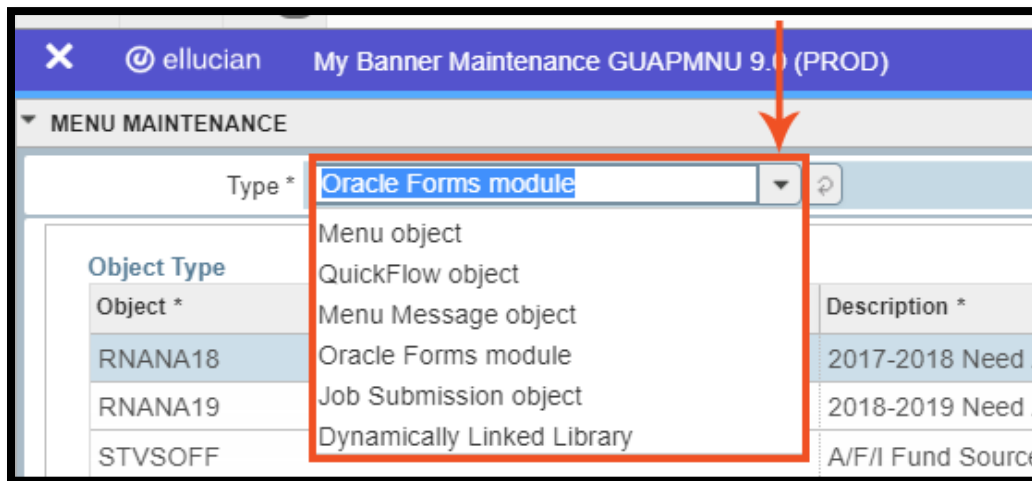 ellucian My Banner Maintenance GUAPMNU 9.0 (PROD)
MENU MAINTENANCE
Type * Oracle Forms module
Menu object
QuickFlow object
Menu Message object
Oracle Forms module
Job Submission object
Dynamically Linked Library
Object Type
Object * Description *
RNANA18 2017-2018 Need
RNANA19 2018-2019 Need
STVSOFF A/F/I Fund Source